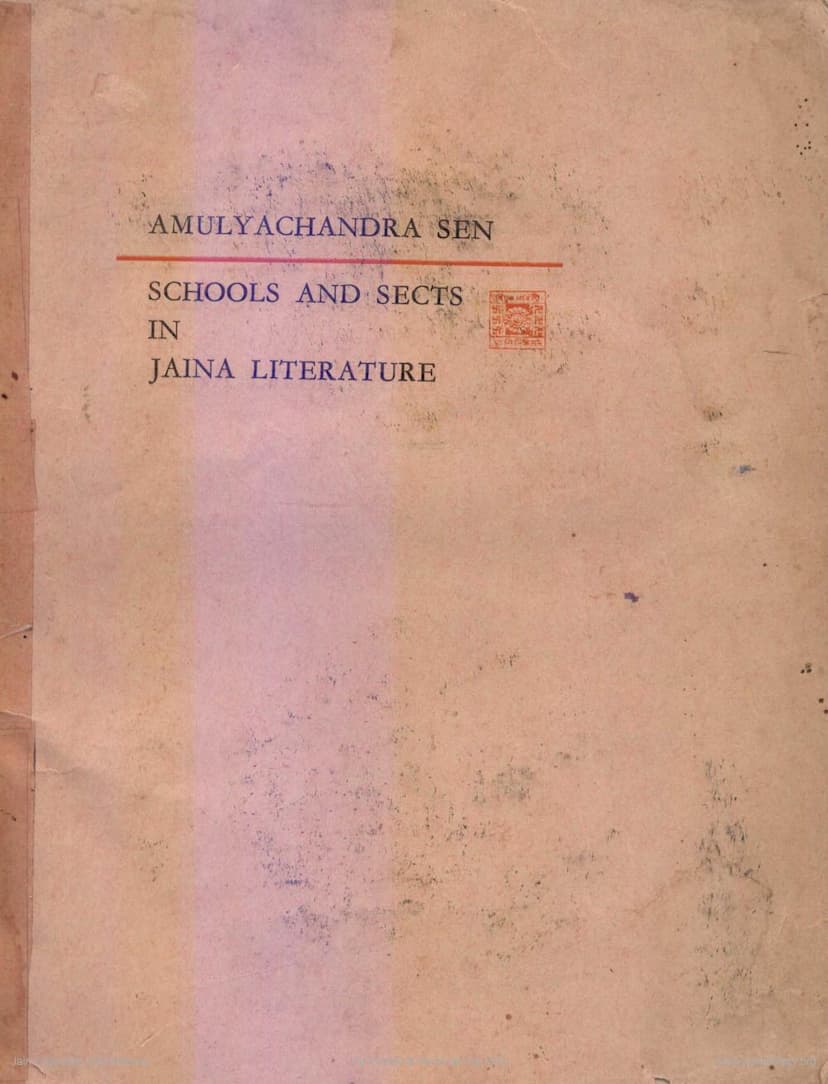 AMULYACHANDRA SEN
SCHOOLS AND SECTS
IN
JAINA LITERATURE